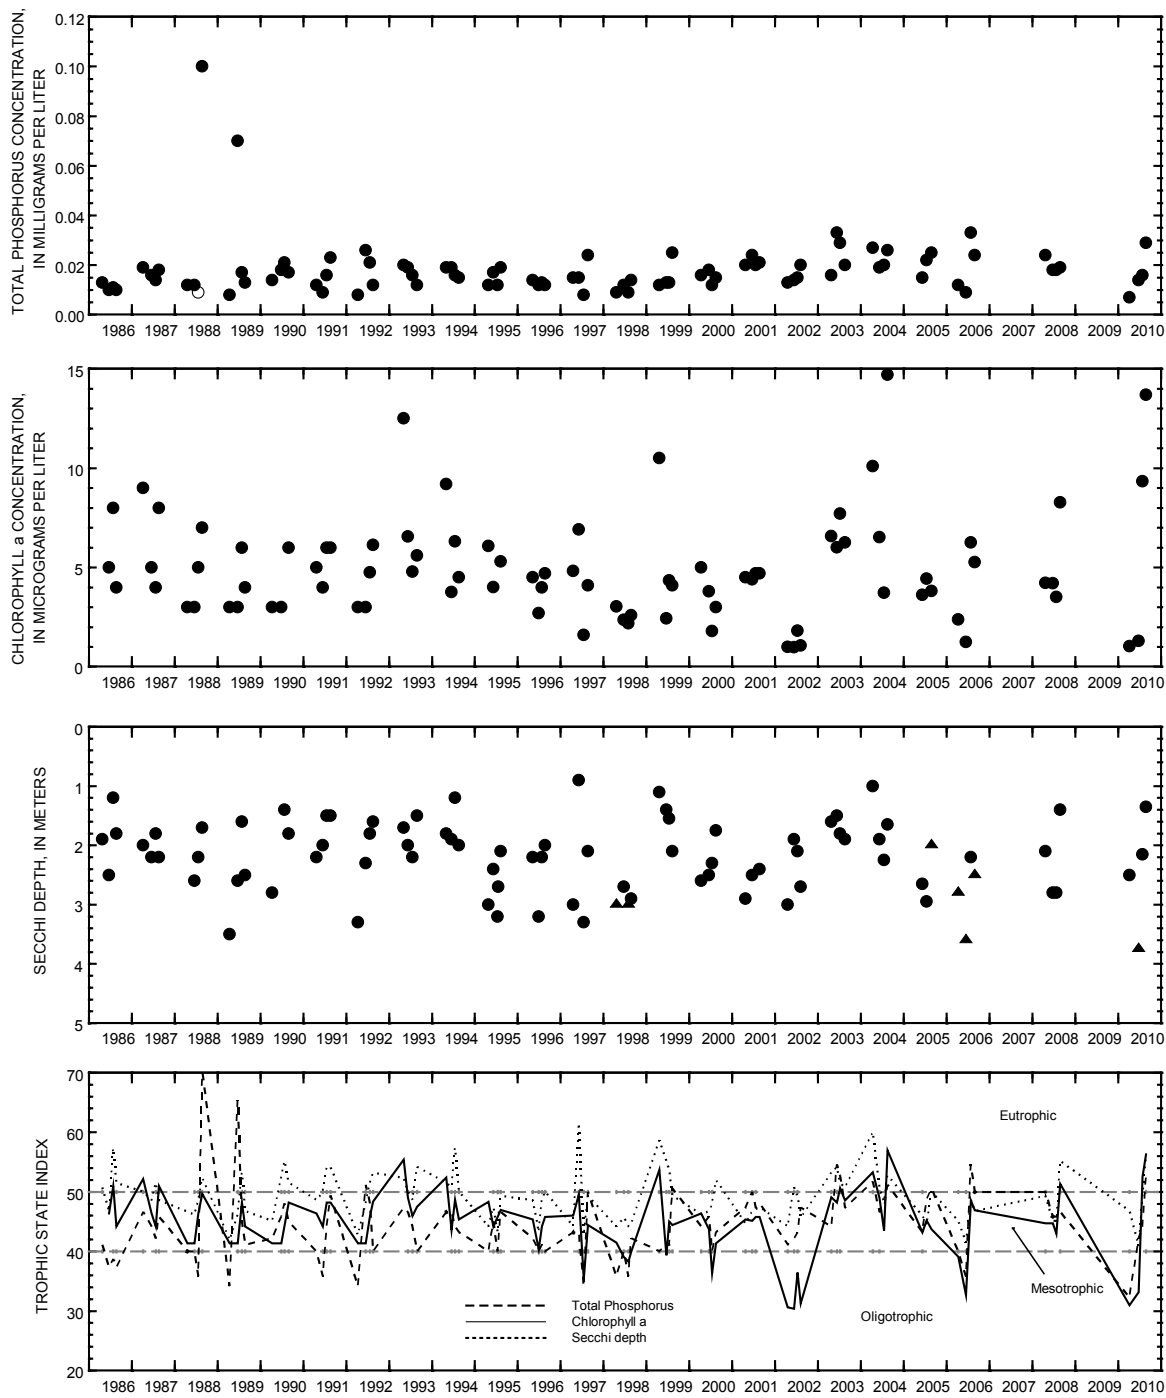 TOTAL PHOSPHORUS CONCENTRATION,
IN MILLIGRAMS PER LITER
0.12
0.10
0.08
0.06
0.04
0.02
0.00
1986 1987 1988 1989 1990 1991 1992 1993 1994 1995 1996 1997 1998 1999 2000 2001 2002 2003 2004 2005 2006 2007 2008 2009 2010
CHLOROPHYLL a CONCENTRATION,
IN MICROGRAMS PER LITER
15
10
5
0
1986 1987 1988 1989 1990 1991 1992 1993 1994 1995 1996 1997 1998 1999 2000 2001 2002 2003 2004 2005 2006 2007 2008 2009 2010
SECCHI DEPTH, IN METERS
0
1
2
3
4
5
1986 1987 1988 1989 1990 1991 1992 1993 1994 1995 1996 1997 1998 1999 2000 2001 2002 2003 2004 2005 2006 2007 2008 2009 2010
TROPHIC STATE INDEX
70
60
50
40
30
20
Eutrophic
Mesotrophic
Oligotrophic
Total Phosphorus
Chlorophyll a
Secchi depth
1986 1987 1988 1989 1990 1991 1992 1993 1994 1995 1996 1997 1998 1999 2000 2001 2002 2003 2004 2005 2006 2007 2008 2009 2010